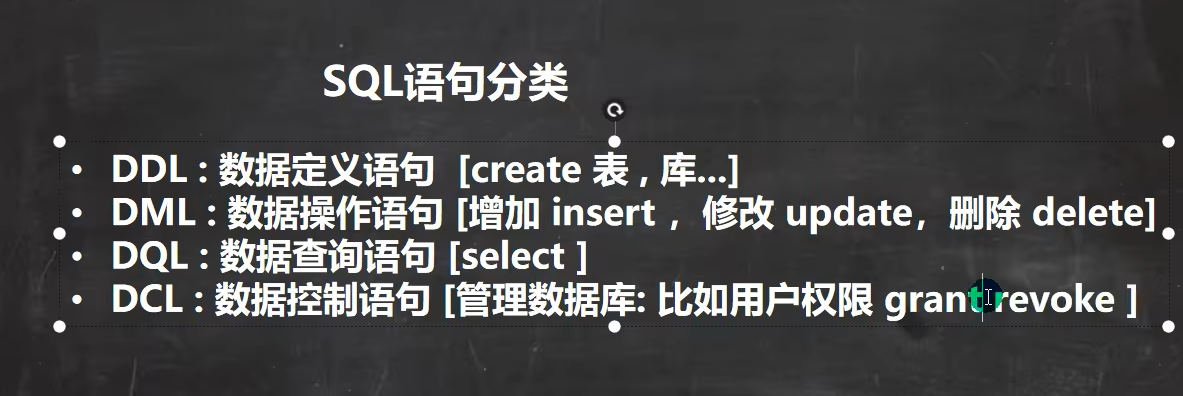 SQL语句分类
• DDL : 数据定义语句 [create 表 , 库...]
• DML : 数据操作语句 [增加 insert ，修改 update，删除 delete]
• DQL : 数据查询语句 [select ]
• DCL : 数据控制语句 [管理数据库: 比如用户权限 grant revoke ]